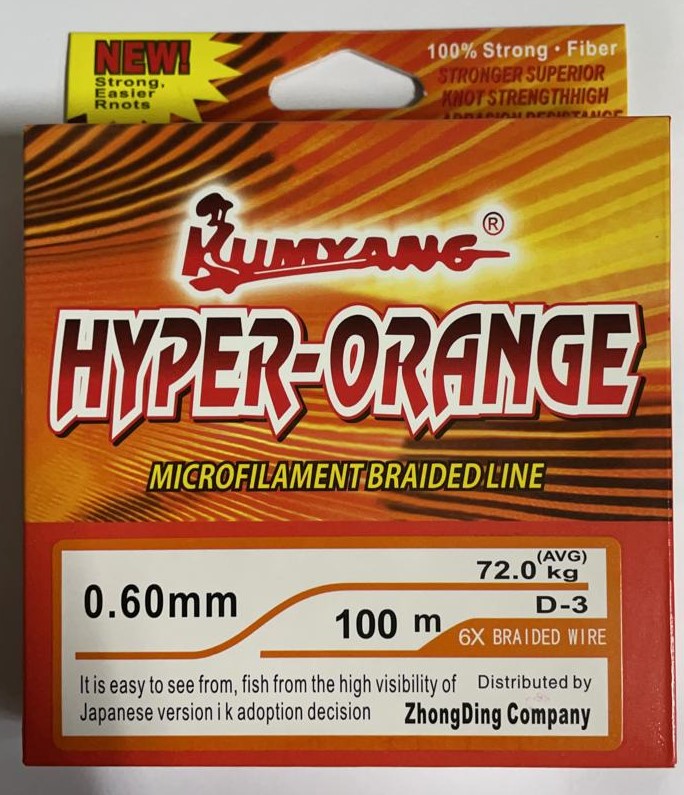 NEW!
Strong,
Easier
Rnots
100% Strong · Fiber
STRONGER SUPERIOR
KNOT STRENGTHHIGH
ABRASION RESISTANCE
KUMYANG ®
HYPER-ORANGE
MICROFILAMENT BRAIDED LINE
0.60mm
(AVG)
72.0 kg
100 m
D-3
6X BRAIDED WIRE
It is easy to see from, fish from the high visibility of
Japanese version i k adoption decision
Distributed by
ZhongDing Company